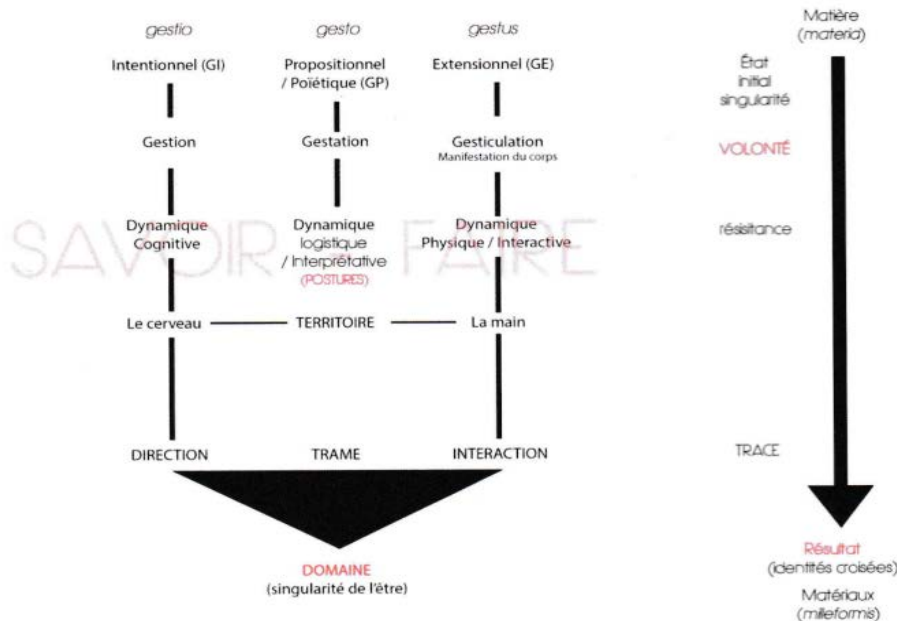 gestio gesto gestus
Intentionnel (GI) Propositionnel Extensionnel (GE)
/ Poïétique (GP)
Gestion Gestation Gesticulation
Manifestation du corps
SAVOIR - FAIRE
Dynamique Dynamique Dynamique
Cognitive logistique Physique / Interactive
/ Interprétative
(POSTURES)
Le cerveau TERRITOIRE La main
DIRECTION TRAME INTERACTION
DOMAINE
(singularité de l'être)
Matière
(materia)
État
initial
singularité
VOLONTÉ
résisitance
TRACE
Résultat
(identités croisées)
Matériaux
(milleformis)